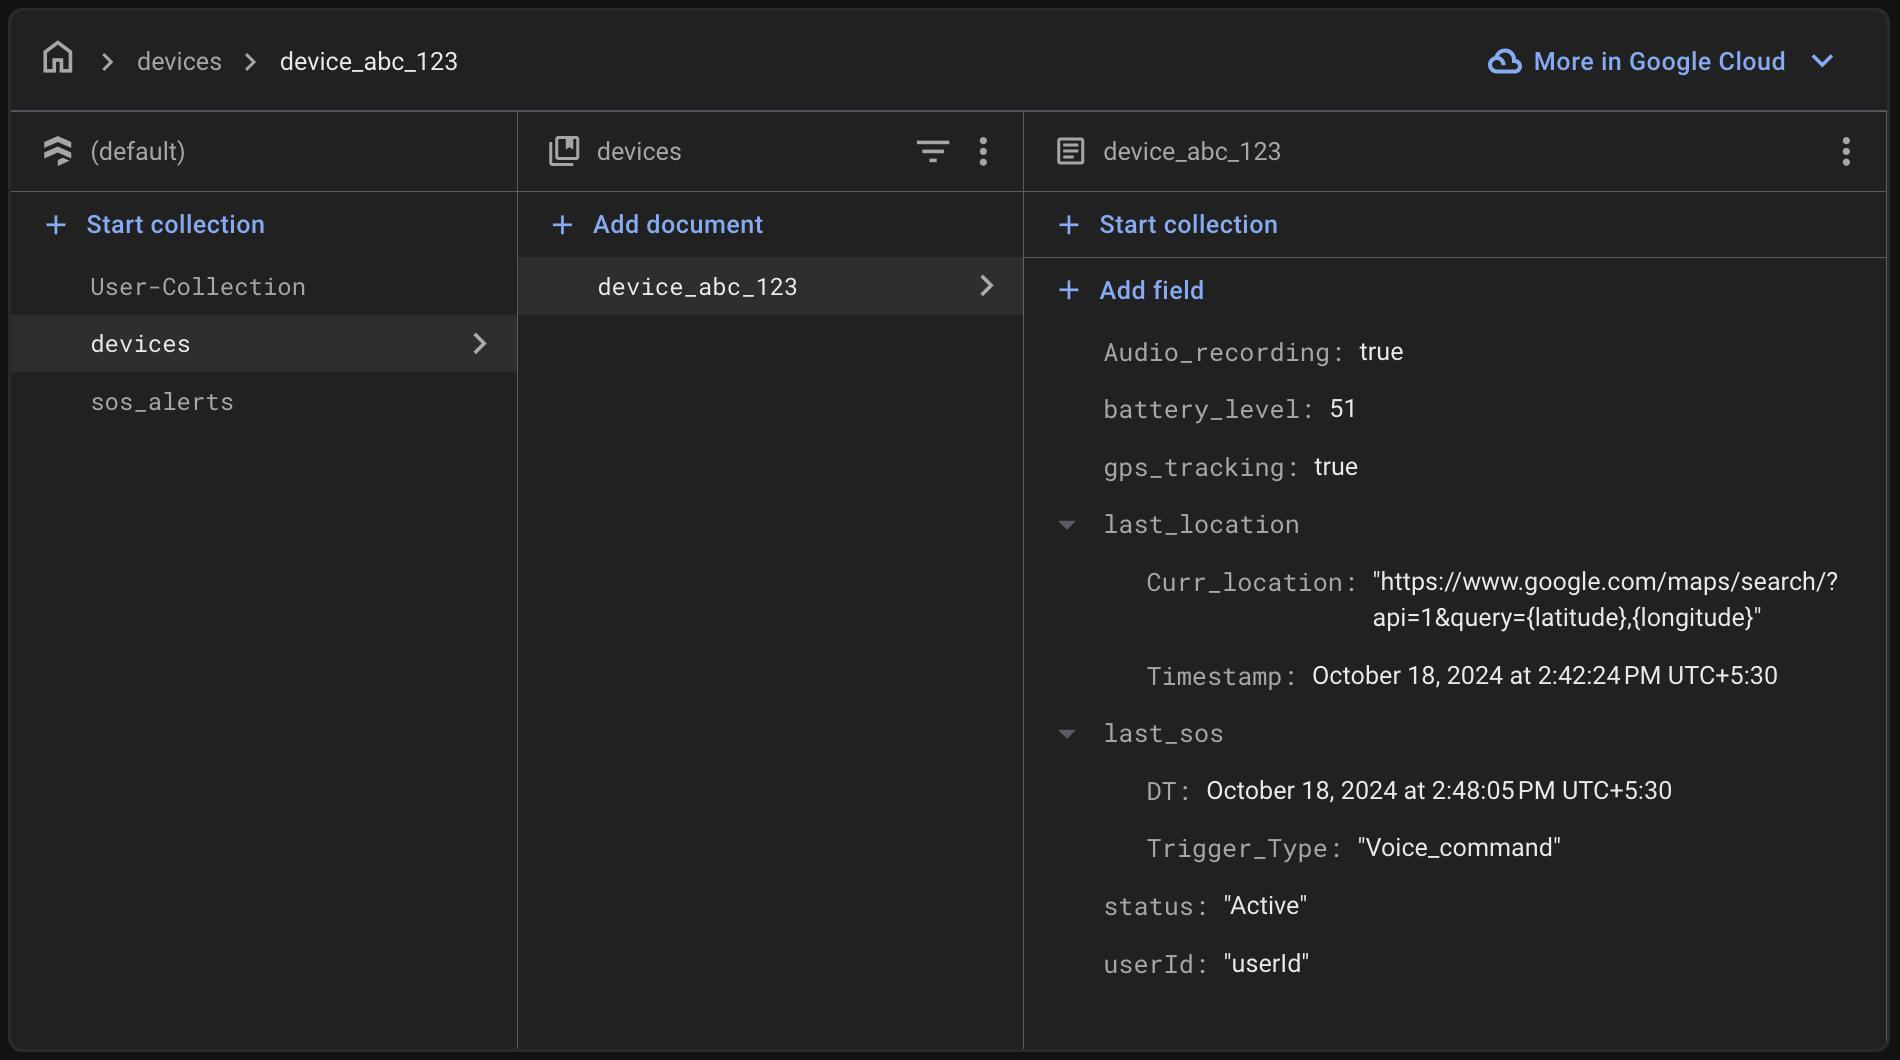 devices
device_abc_123
More in Google Cloud
(default)
Start collection
User-Collection
devices
sos_alerts
devices
Add document
device_abc_123
device_abc_123
Start collection
Add field
Audio_recording: true
battery_level: 51
gps_tracking: true
last_location
Curr_location: "https://www.google.com/maps/search/?
api=1&query={latitude},{longitude}"
Timestamp: October 18, 2024 at 2:42:24 PM UTC+5:30
last_sos
DT: October 18, 2024 at 2:48:05 PM UTC+5:30
Trigger_Type: "Voice_command"
status: "Active"
userId: "userId"